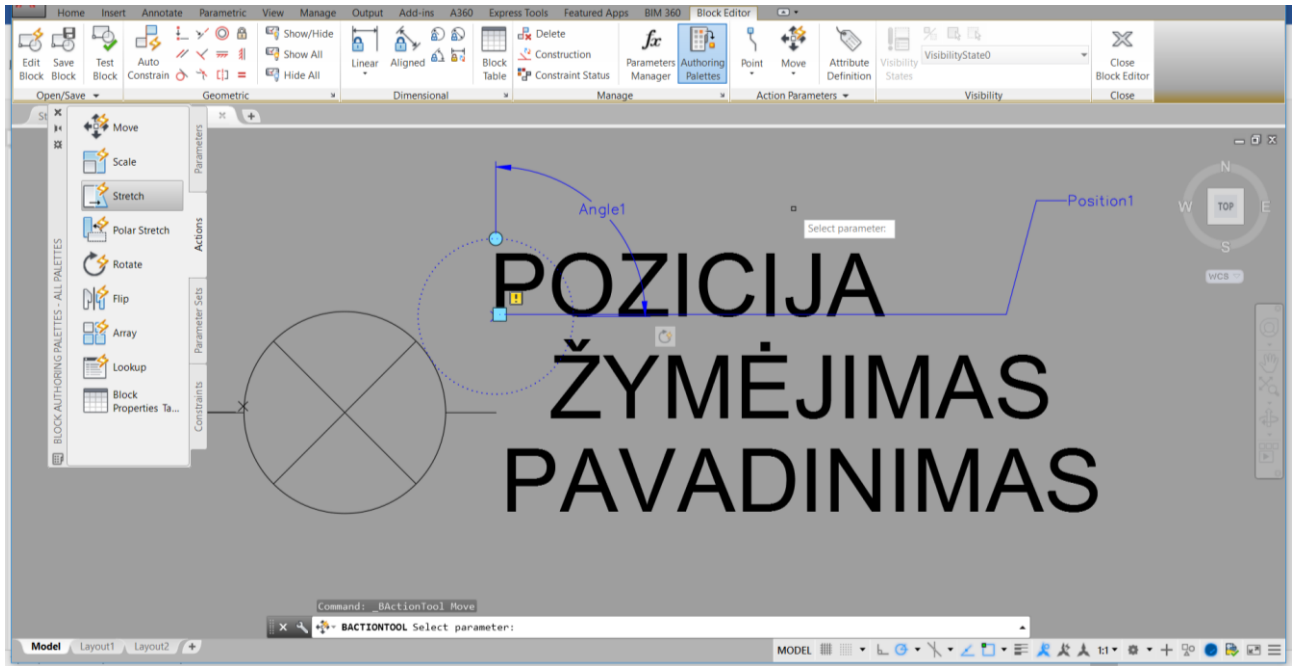 Home Insert Annotate Parametric View Manage Output Add-ins A360 Express Tools Featured Apps BIM 360 Block Editor
Edit Block
Save Block
Test Block
Auto Constrain
Show/Hide
Show All
Hide All
Linear
Aligned
Block Table
Delete
Construction
Constraint Status
fx
Parameters Manager
Authoring Palettes
Point
Move
Attribute Definition
Visibility States
VisibilityState0
Close Block Editor
Open/Save Geometric Dimensional Manage Action Parameters Visibility Close
BLOCK AUTHORING PALETTES - ALL PALETTES
Move
Scale
Stretch
Polar Stretch
Rotate
Flip
Array
Lookup
Block
Properties Ta...
Parameters
Actions
Parameter Sets
Constraints
Angle1
Position1
Select parameter:
POZICIJA
ŽYMĖJIMAS
PAVADINIMAS
N
W TOP E
S
WCS
Command: _BActionTool Move
BACTIONTOOL Select parameter:
Model Layout1 Layout2 +
MODEL 1:1